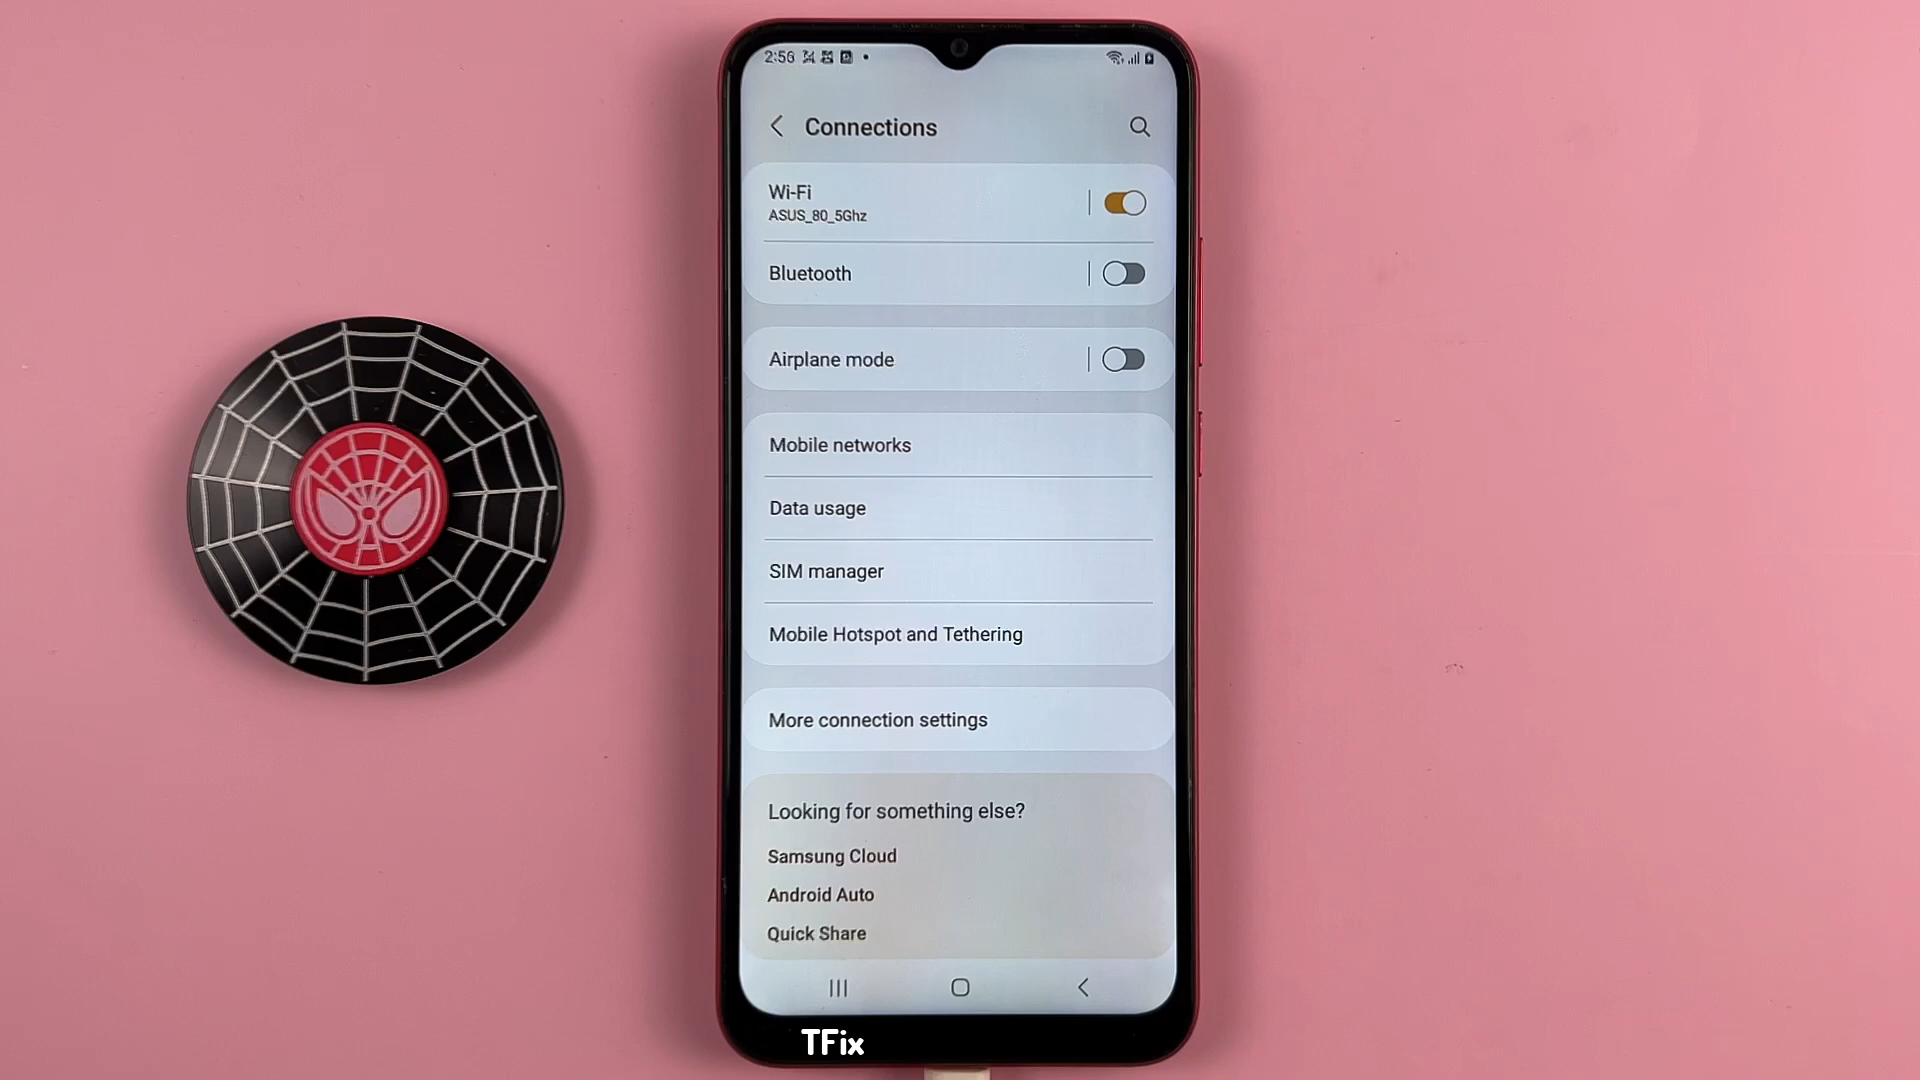 2:56
Connections
Wi-Fi
ASUS_80_5Ghz
Bluetooth
Airplane mode
Mobile networks
Data usage
SIM manager
Mobile Hotspot and Tethering
More connection settings
Looking for something else?
Samsung Cloud
Android Auto
Quick Share
TFix